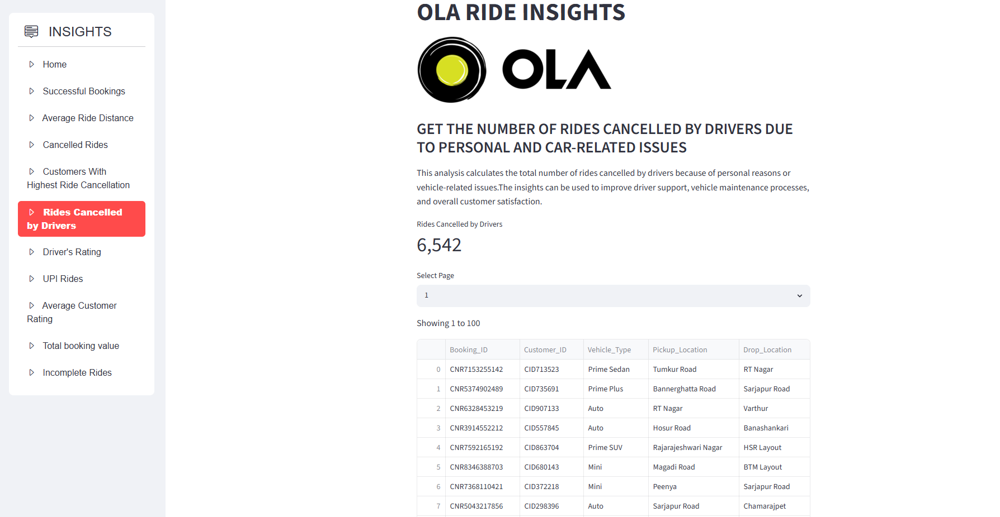 INSIGHTS
Home
Successful Bookings
Average Ride Distance
Cancelled Rides
Customers With
Highest Ride Cancellation
Rides Cancelled
by Drivers
Driver's Rating
UPI Rides
Average Customer
Rating
Total booking value
Incomplete Rides
OLA RIDE INSIGHTS
OLA
GET THE NUMBER OF RIDES CANCELLED BY DRIVERS DUE
TO PERSONAL AND CAR-RELATED ISSUES
This analysis calculates the total number of rides cancelled by drivers because of personal reasons or
vehicle-related issues.The insights can be used to improve driver support, vehicle maintenance processes,
and overall customer satisfaction.
Rides Cancelled by Drivers
6,542
Select Page
1
Showing 1 to 100
Booking_ID Customer_ID Vehicle_Type Pickup_Location Drop_Location
0 CNR7153255142 CID713523 Prime Sedan Tumkur Road RT Nagar
1 CNR5374902489 CID735691 Prime Plus Bannerghatta Road Sarjapur Road
2 CNR6328453219 CID907133 Auto RT Nagar Varthur
3 CNR3914552212 CID557845 Auto Hosur Road Banashankari
4 CNR7592165192 CID863704 Prime SUV Rajarajeshwari Nagar HSR Layout
5 CNR8346388703 CID680143 Mini Magadi Road BTM Layout
6 CNR7368110421 CID372218 Mini Peenya Sarjapur Road
7 CNR5043217856 CID298396 Auto Sarjapur Road Chamarajpet